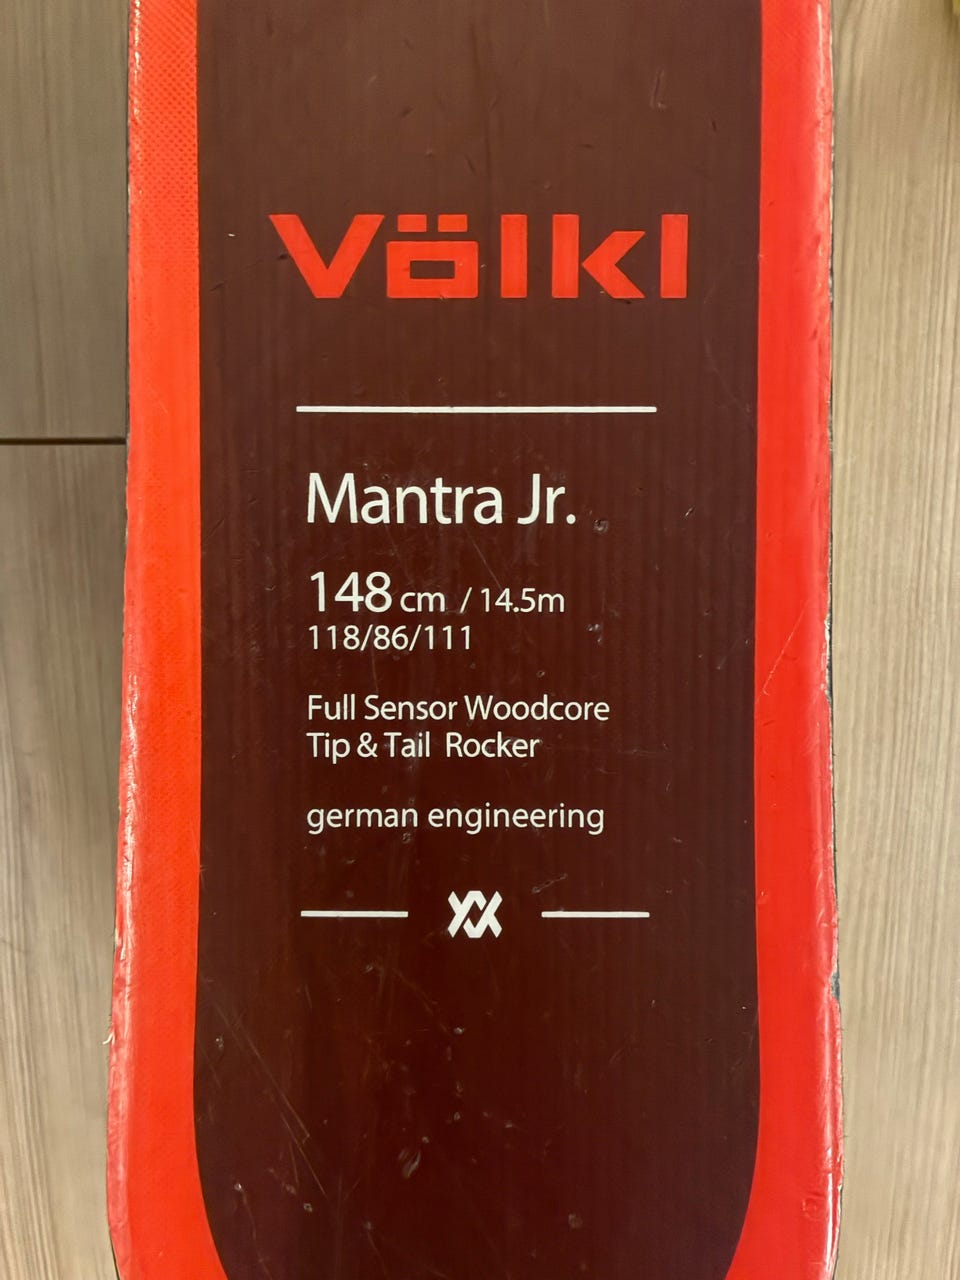 Völkl
Mantra Jr.
148 cm / 14.5m
118/86/111
Full Sensor Woodcore
Tip & Tail Rocker
german engineering